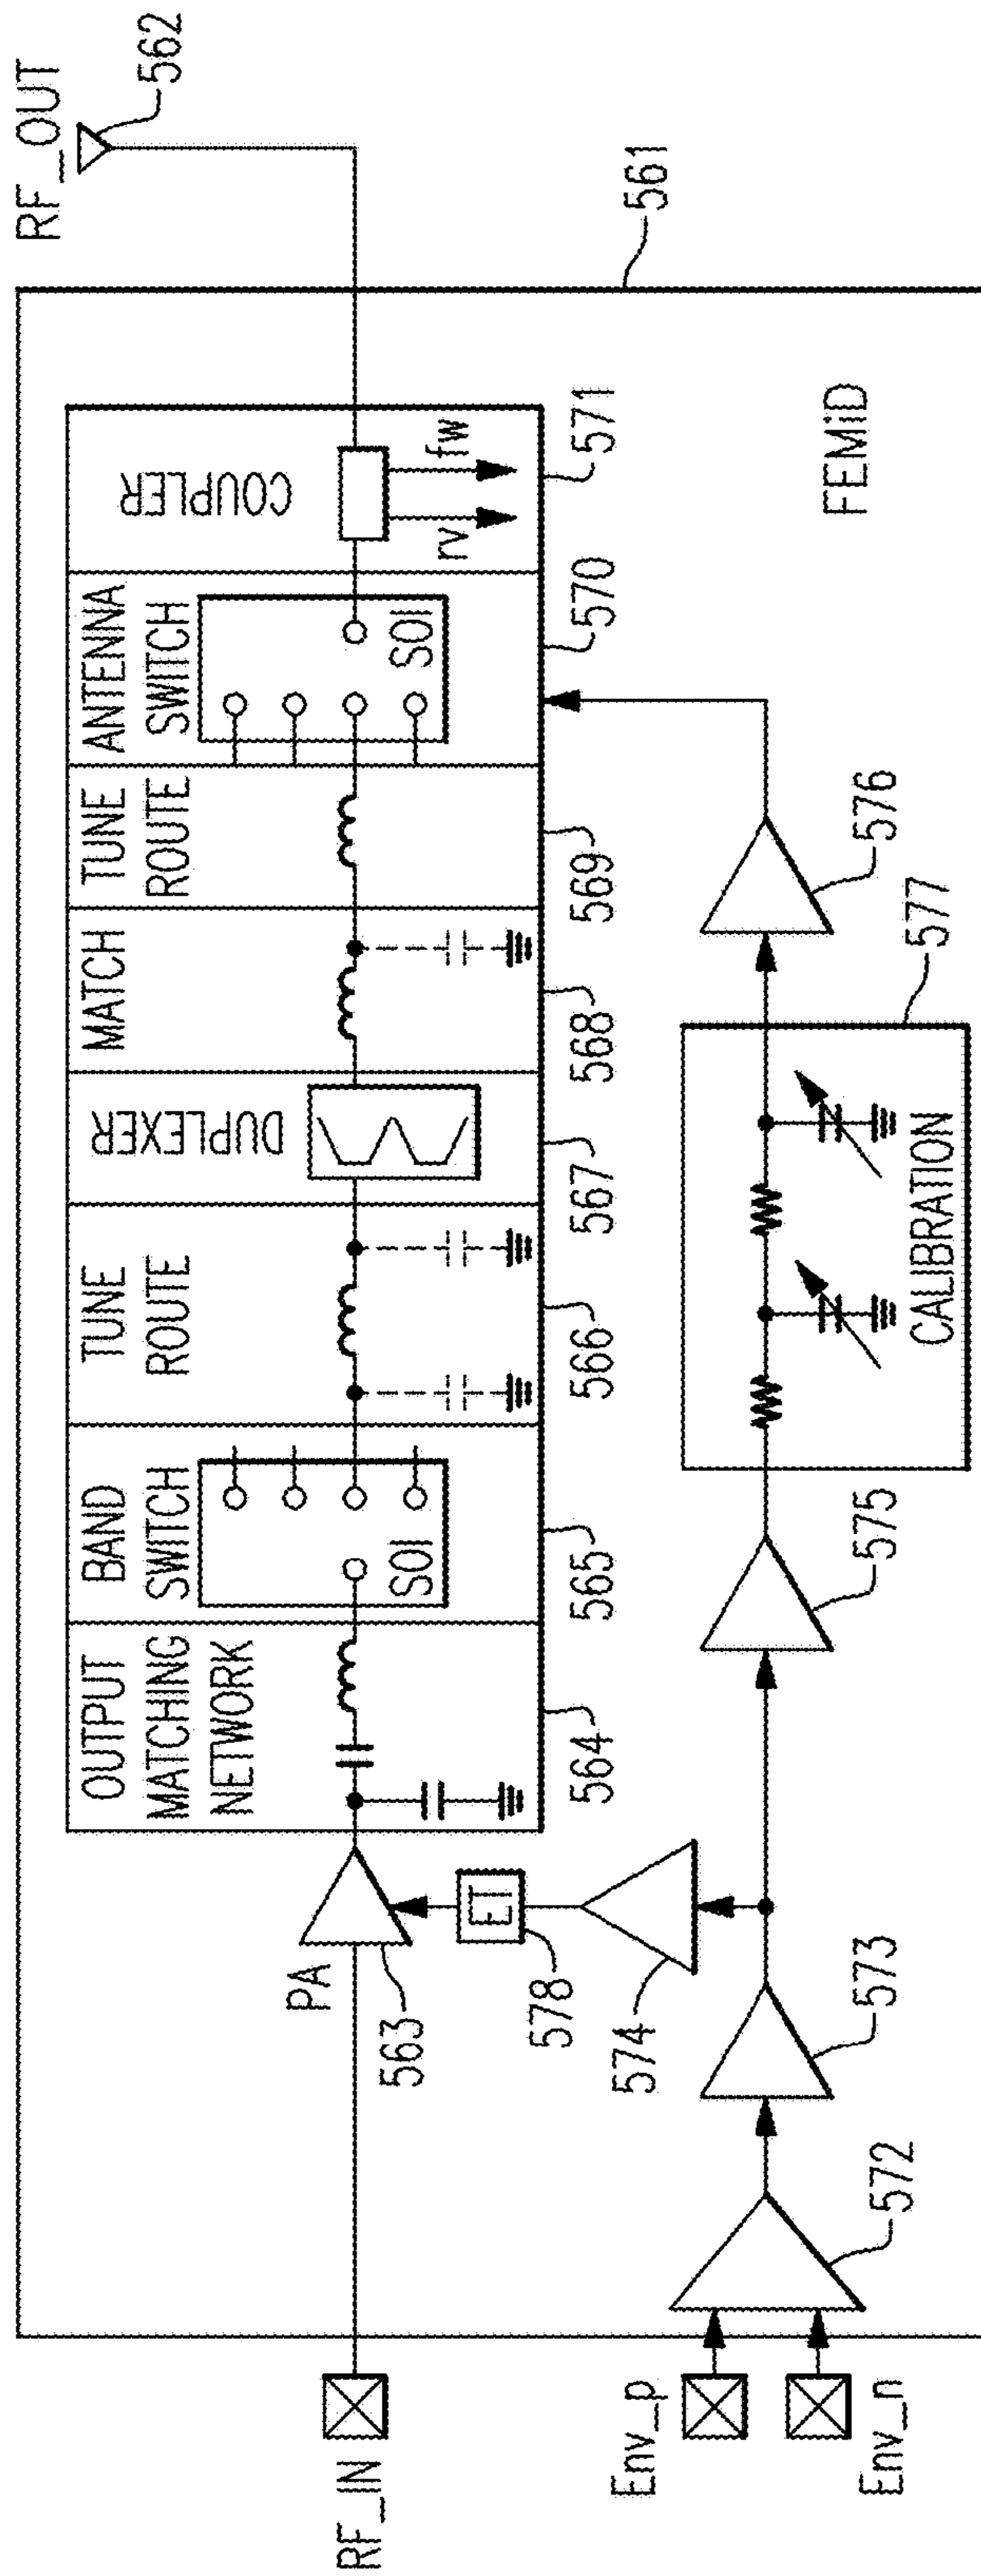 RF_OUT
562
561
OUTPUT
MATCHING
NETWORK
BAND
SWITCH
SOI
TUNE
ROUTE
DUPLEXER
MATCH
TUNE
ROUTE
ANTENNA
SWITCH
SOI
COUPLER
rv
fw
564
565
566
567
568
569
570
571
RF_IN
PA
563
ET
578
574
FEMiD
Env_p
Env_n
572
573
575
CALIBRATION
577
576